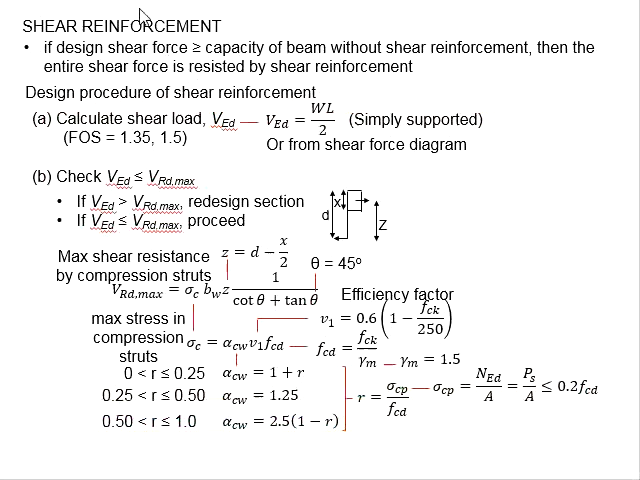 SHEAR REINFORCEMENT
• if design shear force ≥ capacity of beam without shear reinforcement, then the
entire shear force is resisted by shear reinforcement
Design procedure of shear reinforcement
(a) Calculate shear load, V_Ed — V_Ed = WL/2 (Simply supported)
(FOS = 1.35, 1.5) Or from shear force diagram
(b) Check V_Ed ≤ V_Rd,max
• If V_Ed > V_Rd,max, redesign section
• If V_Ed ≤ V_Rd,max, proceed
d x z
Max shear resistance z = d − x/2 θ = 45°
by compression struts
V_Rd,max = σ_c b_w z 1/(cot θ + tan θ) Efficiency factor
max stress in v_1 = 0.6(1 − f_ck/250)
compression σ_c = α_cw v_1 f_cd — f_cd = f_ck/γ_m — γ_m = 1.5
struts
0 < r ≤ 0.25 α_cw = 1 + r
0.25 < r ≤ 0.50 α_cw = 1.25 r = σ_cp/f_cd — σ_cp = N_Ed/A = P_s/A ≤ 0.2f_cd
0.50 < r ≤ 1.0 α_cw = 2.5(1 − r)